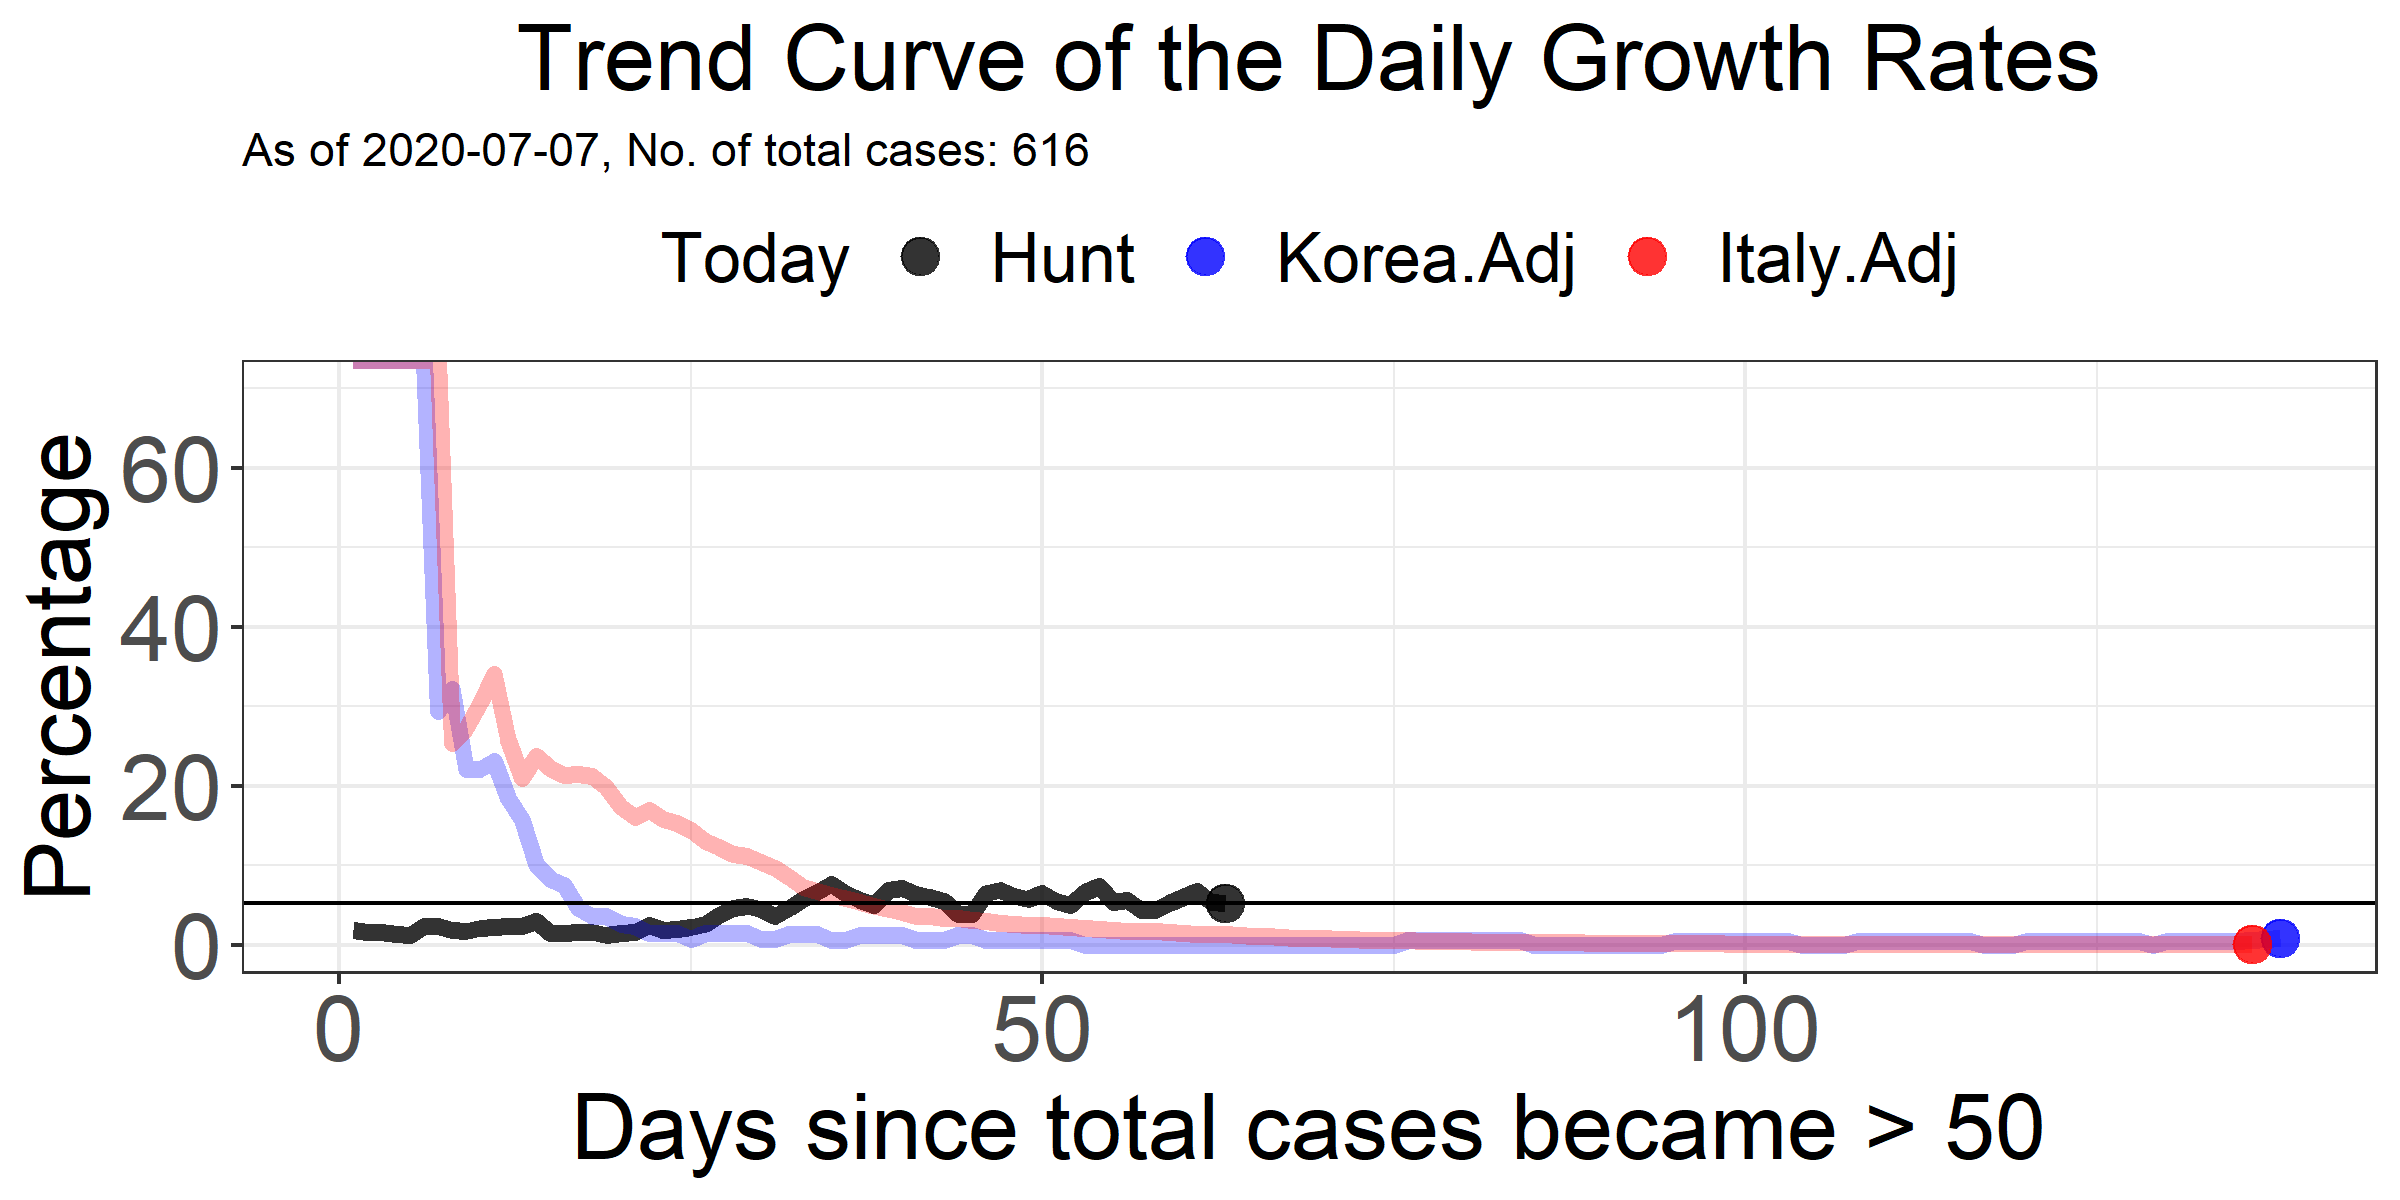 Trend Curve of the Daily Growth Rates
As of 2020-07-07, No. of total cases: 616
Today Hunt Korea.Adj Italy.Adj
Percentage
60
40
20
0
0 50 100
Days since total cases became > 50